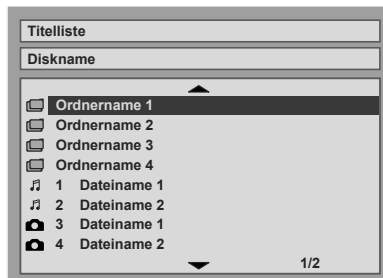 Titelliste
Diskname
Ordnername 1
Ordnername 2
Ordnername 3
Ordnername 4
1 Dateiname 1
2 Dateiname 2
3 Dateiname 1
4 Dateiname 2
1/2